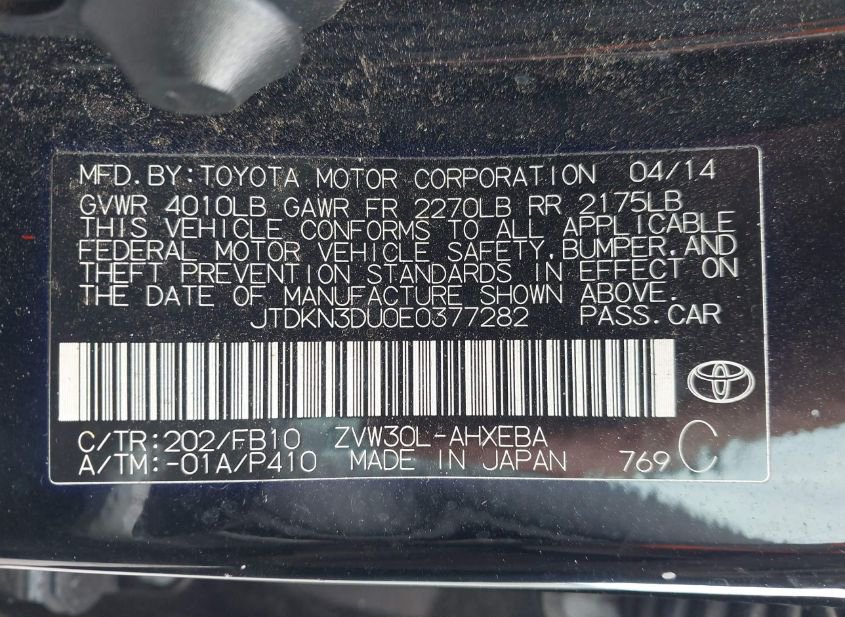 MFD.BY:TOYOTA MOTOR CORPORATION 04/14
GVWR 4010LB GAWR FR 2270LB RR 2175LB
THIS VEHICLE CONFORMS TO ALL APPLICABLE
FEDERAL MOTOR VEHICLE SAFETY,BUMPER,AND
THEFT PREVENTION STANDARDS IN EFFECT ON
THE DATE OF MANUFACTURE SHOWN ABOVE.
JTDKN3DU0E0377282 PASS.CAR
C/TR:202/FB10 ZVW30L-AHXEBA
A/TM:-01A/P410 MADE IN JAPAN 769 C